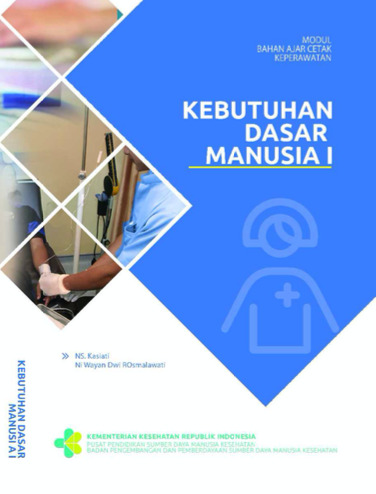 MODUL
BAHAN AJAR CETAK
KEPERAWATAN
KEBUTUHAN
DASAR
MANUSIA I
NS. Kasiati
Ni Wayan Dwi ROsmalawati
KEBUTUHAN DASAR
MANUSIA I
KEMENTERIAN KESEHATAN REPUBLIK INDONESIA
PUSAT PENDIDIKAN SUMBER DAYA MANUSIA KESEHATAN
BADAN PENGEMBANGAN DAN PEMBERDAYAAN SUMBER DAYA MANUSIA KESEHATAN